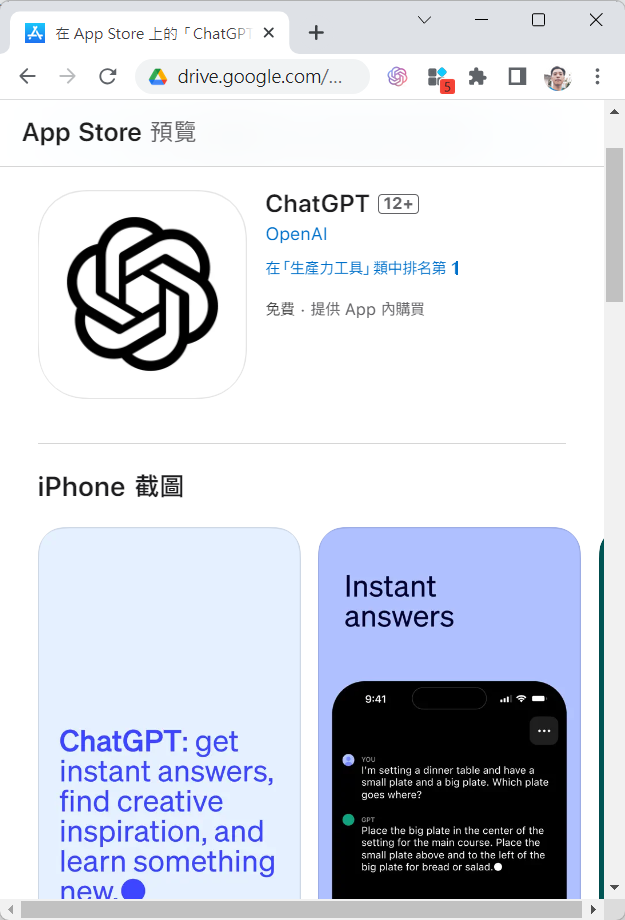 在 App Store 上的「ChatGPT
drive.google.com/...
5
App Store 預覽
ChatGPT 12+
OpenAI
在「生產力工具」類中排名第 1
免費 · 提供 App 內購買
iPhone 截圖
ChatGPT: get
instant answers,
find creative
inspiration, and
learn something
new.
Instant
answers
9:41
YOU
I'm setting a dinner table and have a
small plate and a big plate. Which plate
goes where?
GPT
Place the big plate in the center of the
setting for the main course. Place the
small plate above and to the left of the
big plate for bread or salad.